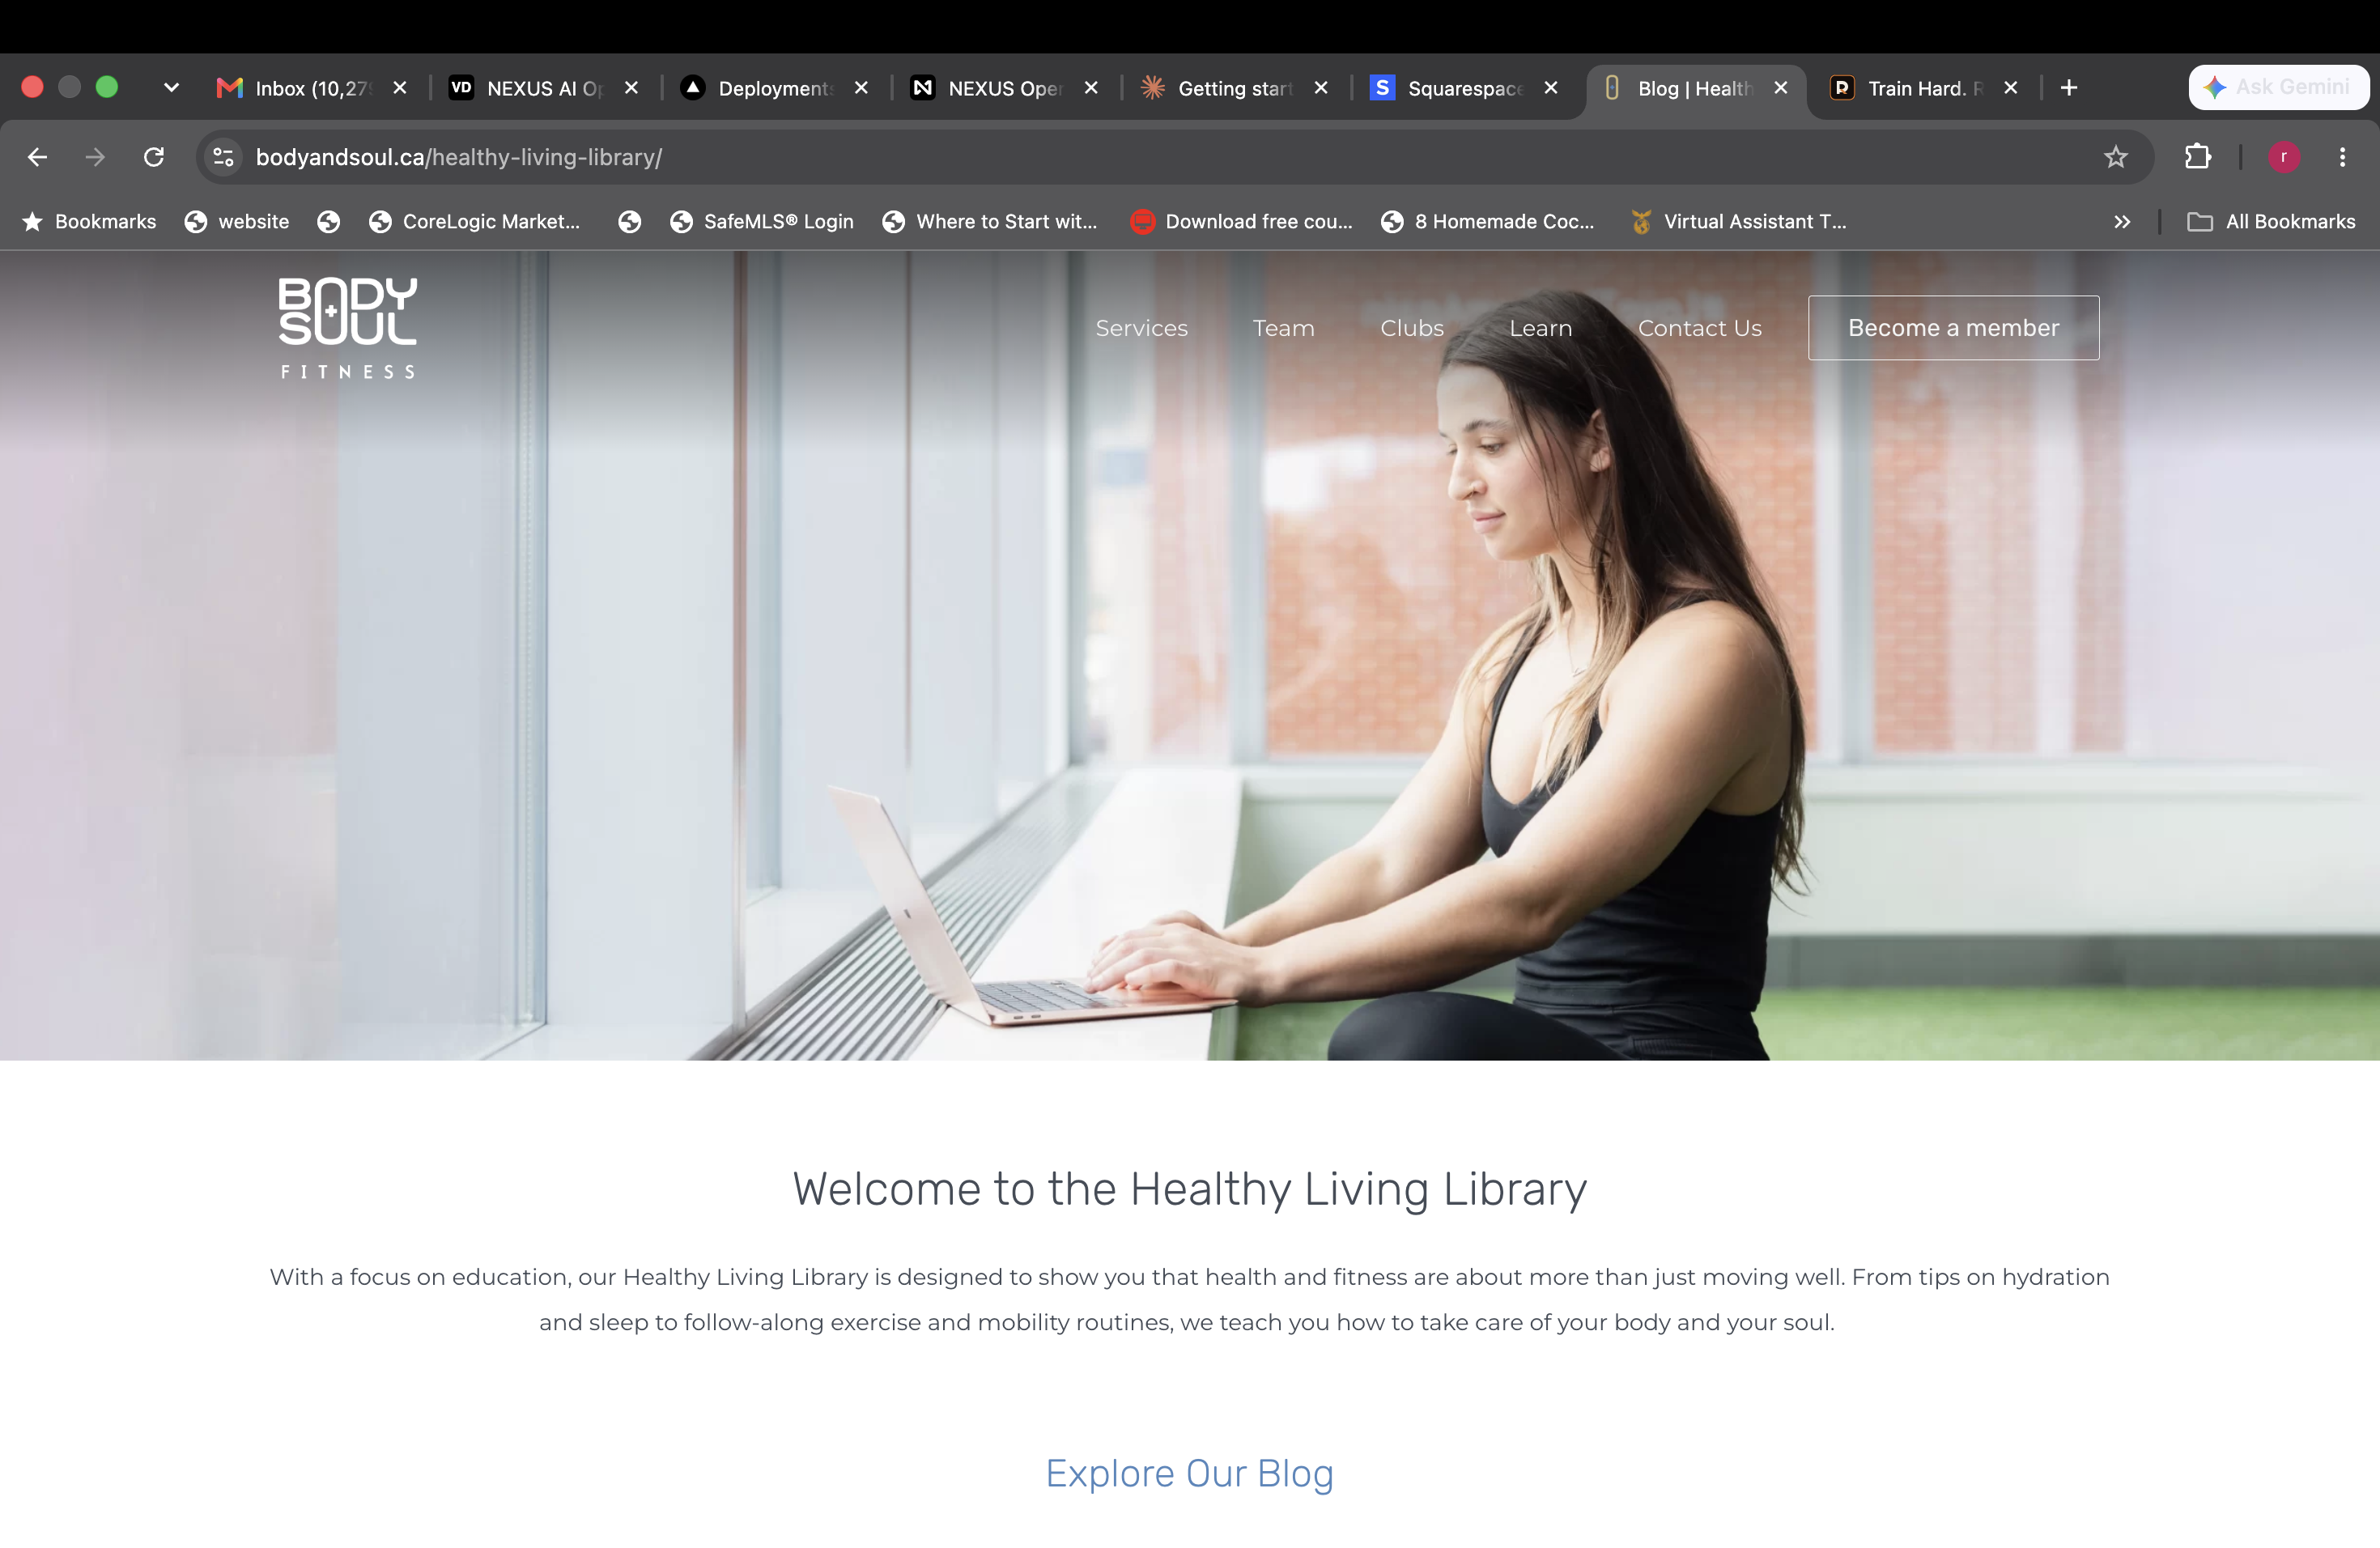 Inbox (10,279
NEXUS AI Op
Deployments
NEXUS Oper
Getting start
Squarespace
Blog | Health
Train Hard. R
Ask Gemini
bodyandsoul.ca/healthy-living-library/
r
Bookmarks
website
CoreLogic Market...
SafeMLS® Login
Where to Start wit...
Download free cou...
8 Homemade Coc...
Virtual Assistant T...
All Bookmarks
BODY
SOUL
FITNESS
Services
Team
Clubs
Learn
Contact Us
Become a member
Welcome to the Healthy Living Library
With a focus on education, our Healthy Living Library is designed to show you that health and fitness are about more than just moving well. From tips on hydration
and sleep to follow-along exercise and mobility routines, we teach you how to take care of your body and your soul.
Explore Our Blog